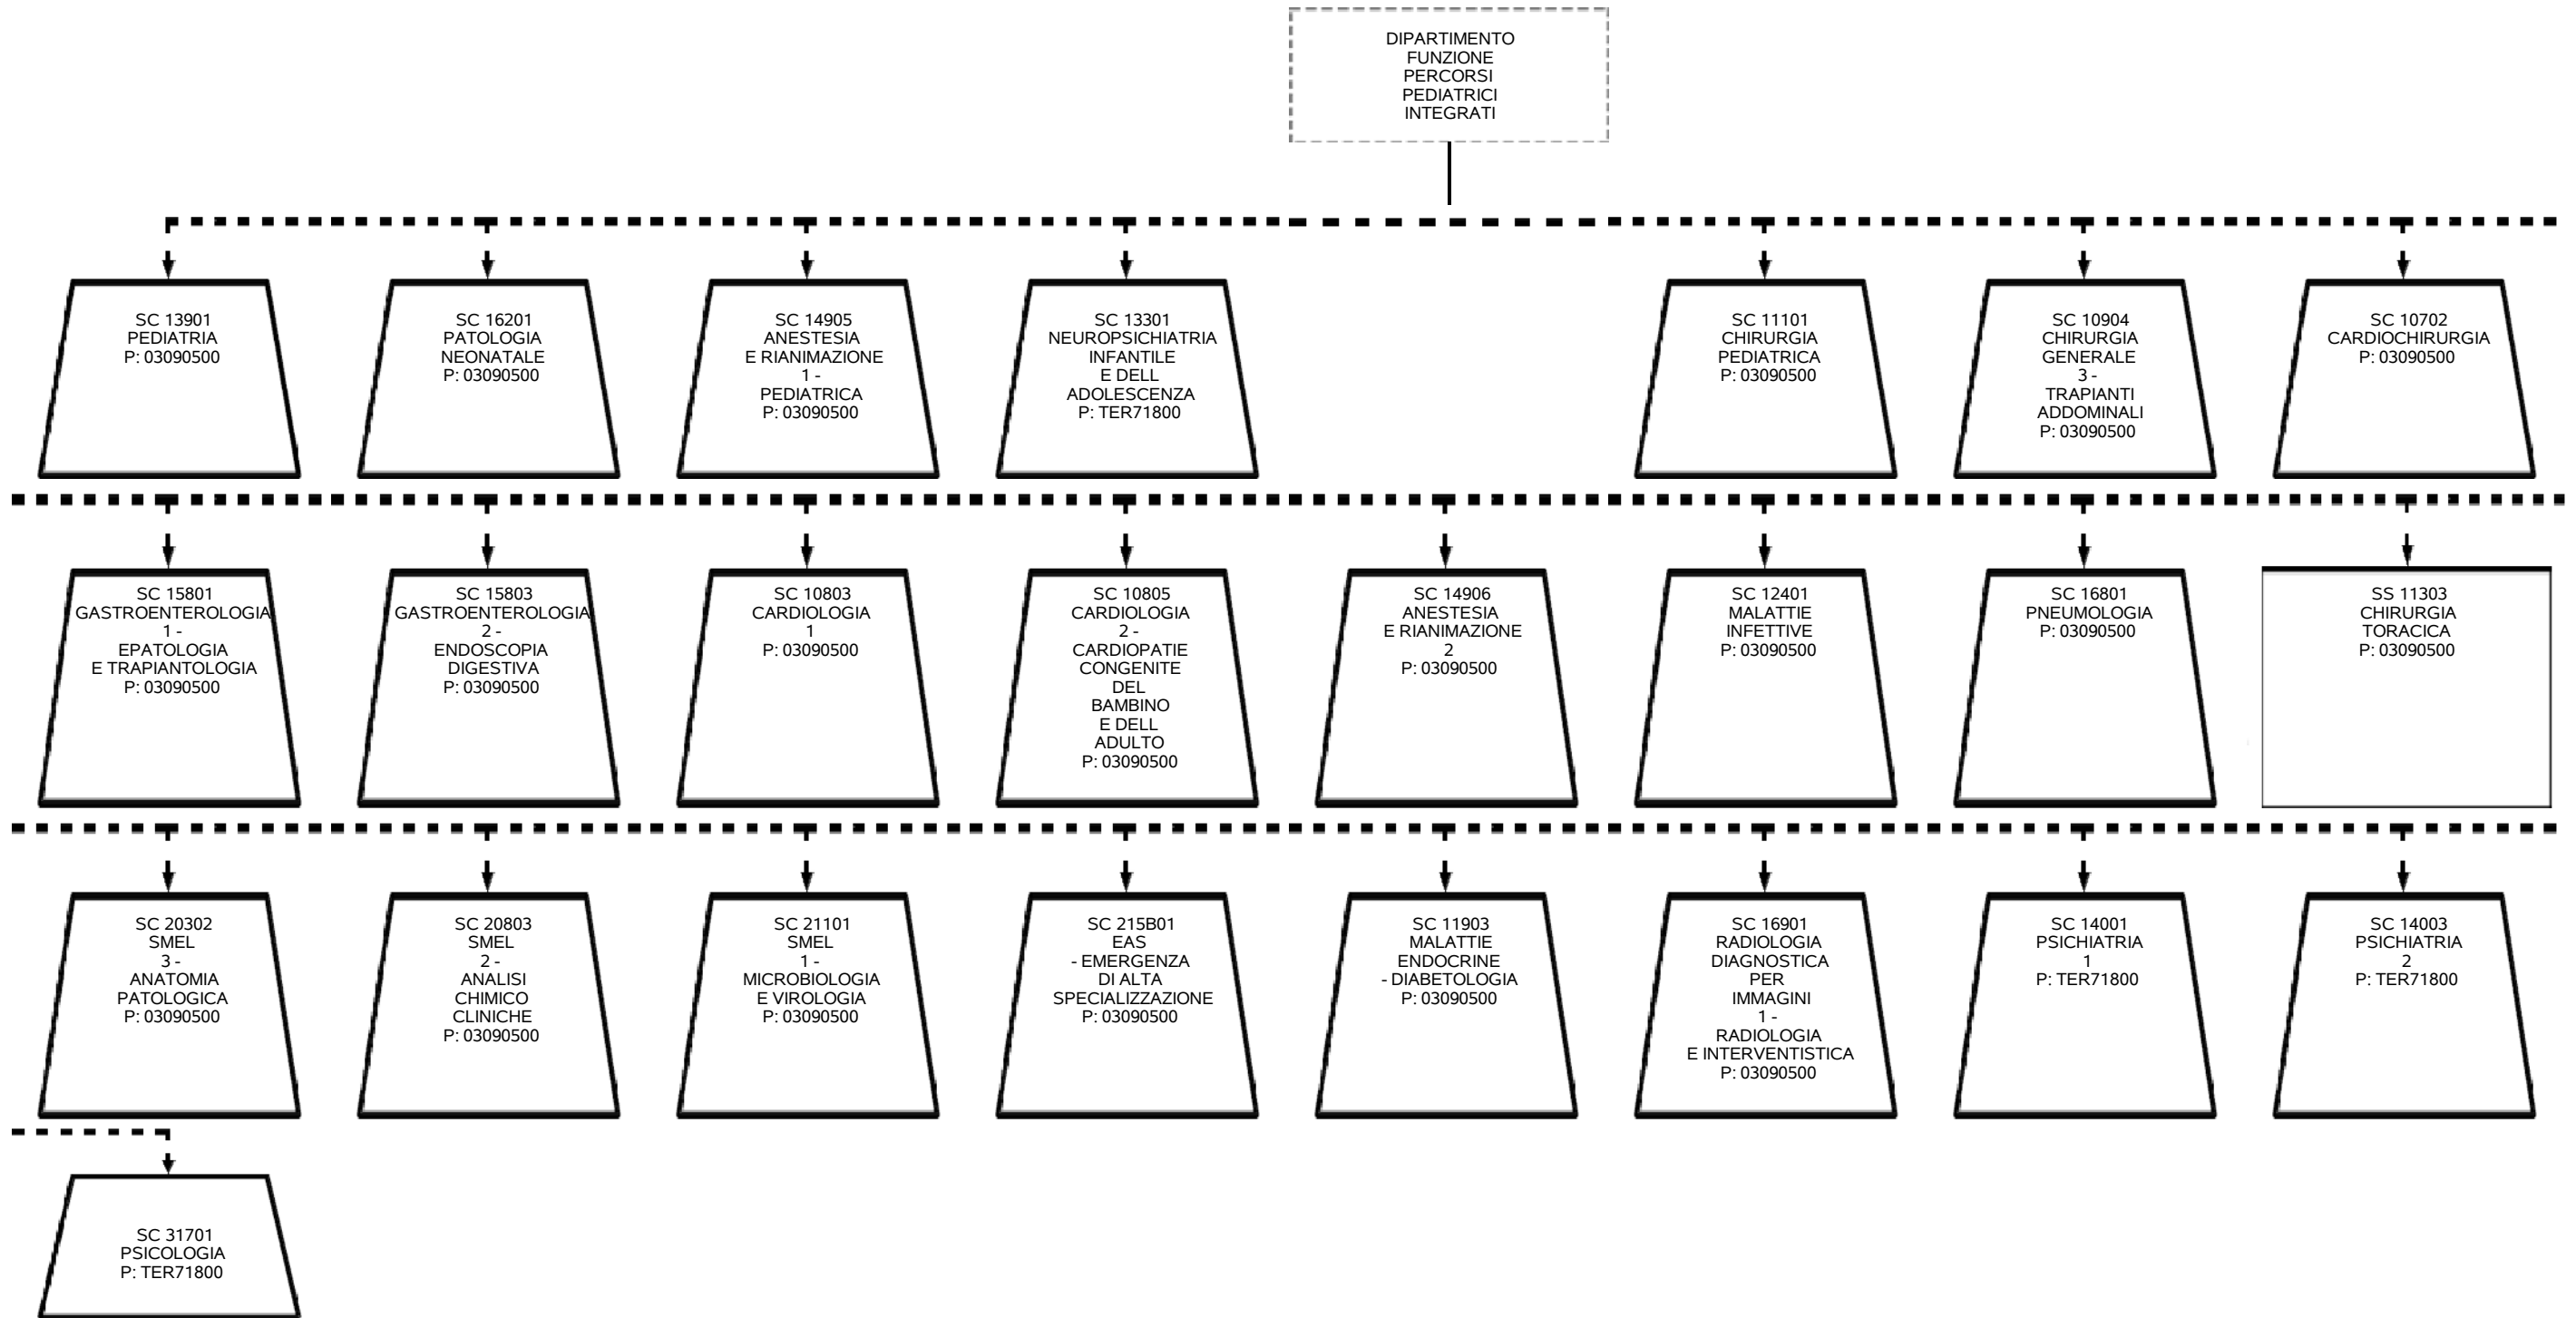 DIPARTIMENTO
FUNZIONE
PERCORSI
PEDIATRICI
INTEGRATI
SC 13901
PEDIATRIA
P: 03090500
SC 16201
PATOLOGIA
NEONATALE
P: 03090500
SC 14905
ANESTESIA
E RIANIMAZIONE
1 -
PEDIATRICA
P: 03090500
SC 13301
NEUROPSICHIATRIA
INFANTILE
E DELL
ADOLESCENZA
P: TER71800
SC 11101
CHIRURGIA
PEDIATRICA
P: 03090500
SC 10904
CHIRURGIA
GENERALE
3 -
TRAPIANTI
ADDOMINALI
P: 03090500
SC 10702
CARDIOCHIRURGIA
P: 03090500
SC 15801
GASTROENTEROLOGIA
1 -
EPATOLOGIA
E TRAPIANTOLOGIA
P: 03090500
SC 15803
GASTROENTEROLOGIA
2 -
ENDOSCOPIA
DIGESTIVA
P: 03090500
SC 10803
CARDIOLOGIA
1
P: 03090500
SC 10805
CARDIOLOGIA
2 -
CARDIOPATIE
CONGENITE
DEL
BAMBINO
E DELL
ADULTO
P: 03090500
SC 14906
ANESTESIA
E RIANIMAZIONE
2
P: 03090500
SC 12401
MALATTIE
INFETTIVE
P: 03090500
SC 16801
PNEUMOLOGIA
P: 03090500
SS 11303
CHIRURGIA
TORACICA
P: 03090500
SC 20302
SMEL
3 -
ANATOMIA
PATOLOGICA
P: 03090500
SC 20803
SMEL
2 -
ANALISI
CHIMICO
CLINICHE
P: 03090500
SC 21101
SMEL
1 -
MICROBIOLOGIA
E VIROLOGIA
P: 03090500
SC 215B01
EAS
- EMERGENZA
DI ALTA
SPECIALIZZAZIONE
P: 03090500
SC 11903
MALATTIE
ENDOCRINE
- DIABETOLOGIA
P: 03090500
SC 16901
RADIOLOGIA
DIAGNOSTICA
PER
IMMAGINI
1 -
RADIOLOGIA
E INTERVENTISTICA
P: 03090500
SC 14001
PSICHIATRIA
1
P: TER71800
SC 14003
PSICHIATRIA
2
P: TER71800
SC 31701
PSICOLOGIA
P: TER71800